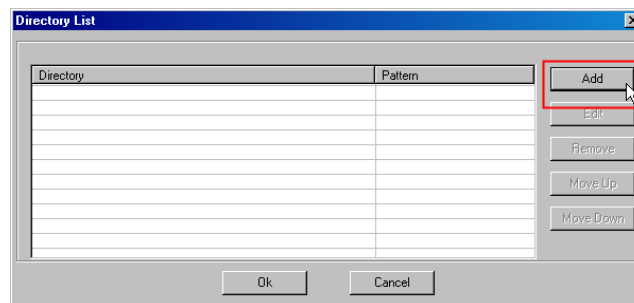 Directory List
Directory Pattern
Add
Edit
Remove
Move Up
Move Down
Ok Cancel